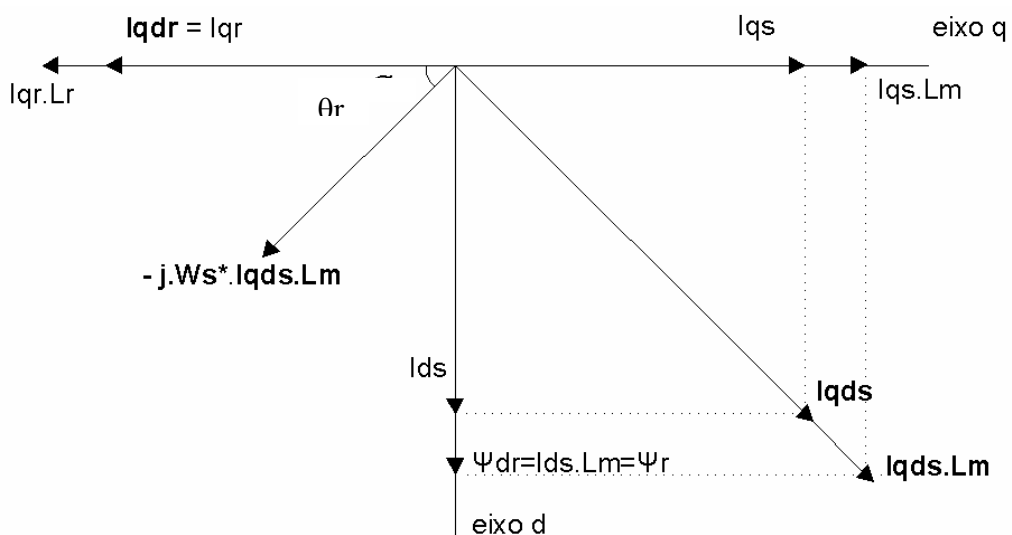 Iqdr = Iqr
Iqs
eixo q
Iqr.Lr
θr
Iqs.Lm
- j.Ws*.Iqds.Lm
Ids
Iqds
Ψdr=Ids.Lm=Ψr
Iqds.Lm
eixo d